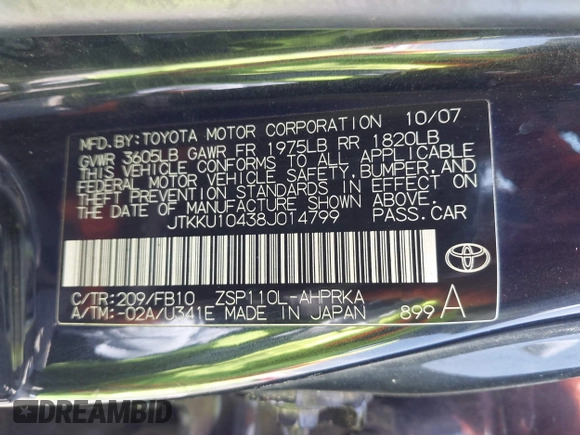 MFD.BY:TOYOTA MOTOR CORPORATION 10/07
GVWR 3605LB GAWR FR 1975LB RR 1820LB
THIS VEHICLE CONFORMS TO ALL APPLICABLE
FEDERAL MOTOR VEHICLE SAFETY,BUMPER,AND
THEFT PREVENTION STANDARDS IN EFFECT ON
THE DATE OF MANUFACTURE SHOWN ABOVE.
JTKKU10438J014799 PASS.CAR
C/TR:209/FB10 ZSP110L-AHPRKA
A/TM:-02A/U341E MADE IN JAPAN 899 A
DREAMBID